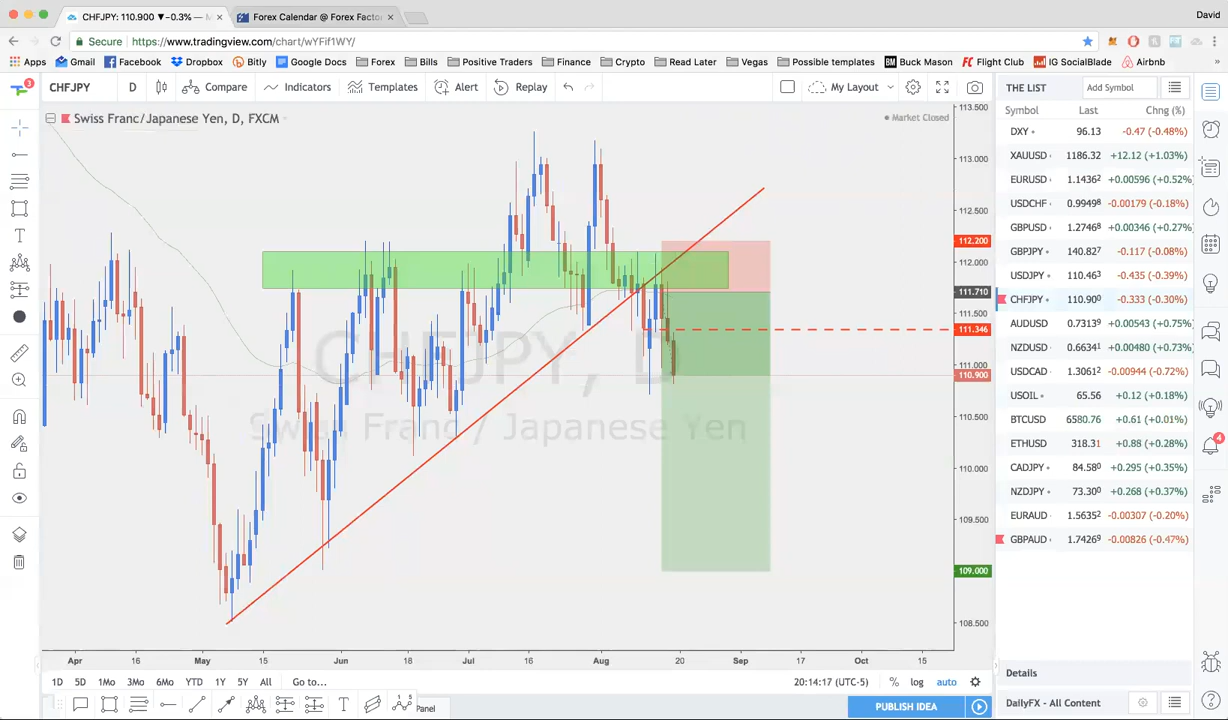 CHFJPY: 110.900 ▼−0.3% —
Forex Calendar @ Forex Facto
David
Secure
https://www.tradingview.com/chart/wYFif1WY/
Apps Gmail Facebook Dropbox Bitly Google Docs Forex Bills Positive Traders Finance Crypto Read Later Vegas Possible templates Buck Mason Flight Club IG SocialBlade Airbnb »
3
CHFJPY D Compare Indicators Templates Alert Replay My Layout
THE LIST Add Symbol
Swiss Franc/Japanese Yen, D, FXCM
Market Closed
Symbol Last Chng (%)
DXY 96.13 -0.47 (-0.48%)
XAUUSD 1186.32 +12.12 (+1.03%)
EURUSD 1.1436² +0.00596 (+0.52%)
USDCHF 0.9949⁸ -0.00179 (-0.18%)
GBPUSD 1.2746⁸ +0.00346 (+0.27%)
GBPJPY 140.82⁷ -0.117 (-0.08%)
USDJPY 110.46³ -0.435 (-0.39%)
CHFJPY 110.90⁰ -0.333 (-0.30%)
AUDUSD 0.7313⁹ +0.00543 (+0.75%)
NZDUSD 0.6634¹ +0.00480 (+0.73%)
USDCAD 1.3061² -0.00944 (-0.72%)
USOIL 65.56 +0.12 (+0.18%)
BTCUSD 6580.76 +0.61 (+0.01%)
ETHUSD 318.31 +0.88 (+0.28%)
CADJPY 84.58⁰ +0.295 (+0.35%)
NZDJPY 73.30⁰ +0.268 (+0.37%)
EURAUD 1.5635² -0.00307 (-0.20%)
GBPAUD 1.7426⁹ -0.00826 (-0.47%)
113.500
113.000
112.500
112.200
112.000
111.710
111.500
111.346
111.000
110.900
110.500
110.000
109.500
109.000
108.500
CHFJPY, D
Swiss Franc / Japanese Yen
4
Apr 16 May 15 Jun 18 Jul 16 Aug 20 Sep 17 Oct 15
1D 5D 1Mo 3Mo 6Mo YTD 1Y 5Y All Go to...
20:14:17 (UTC-5) % log auto
Details
Panel
PUBLISH IDEA
DailyFX - All Content